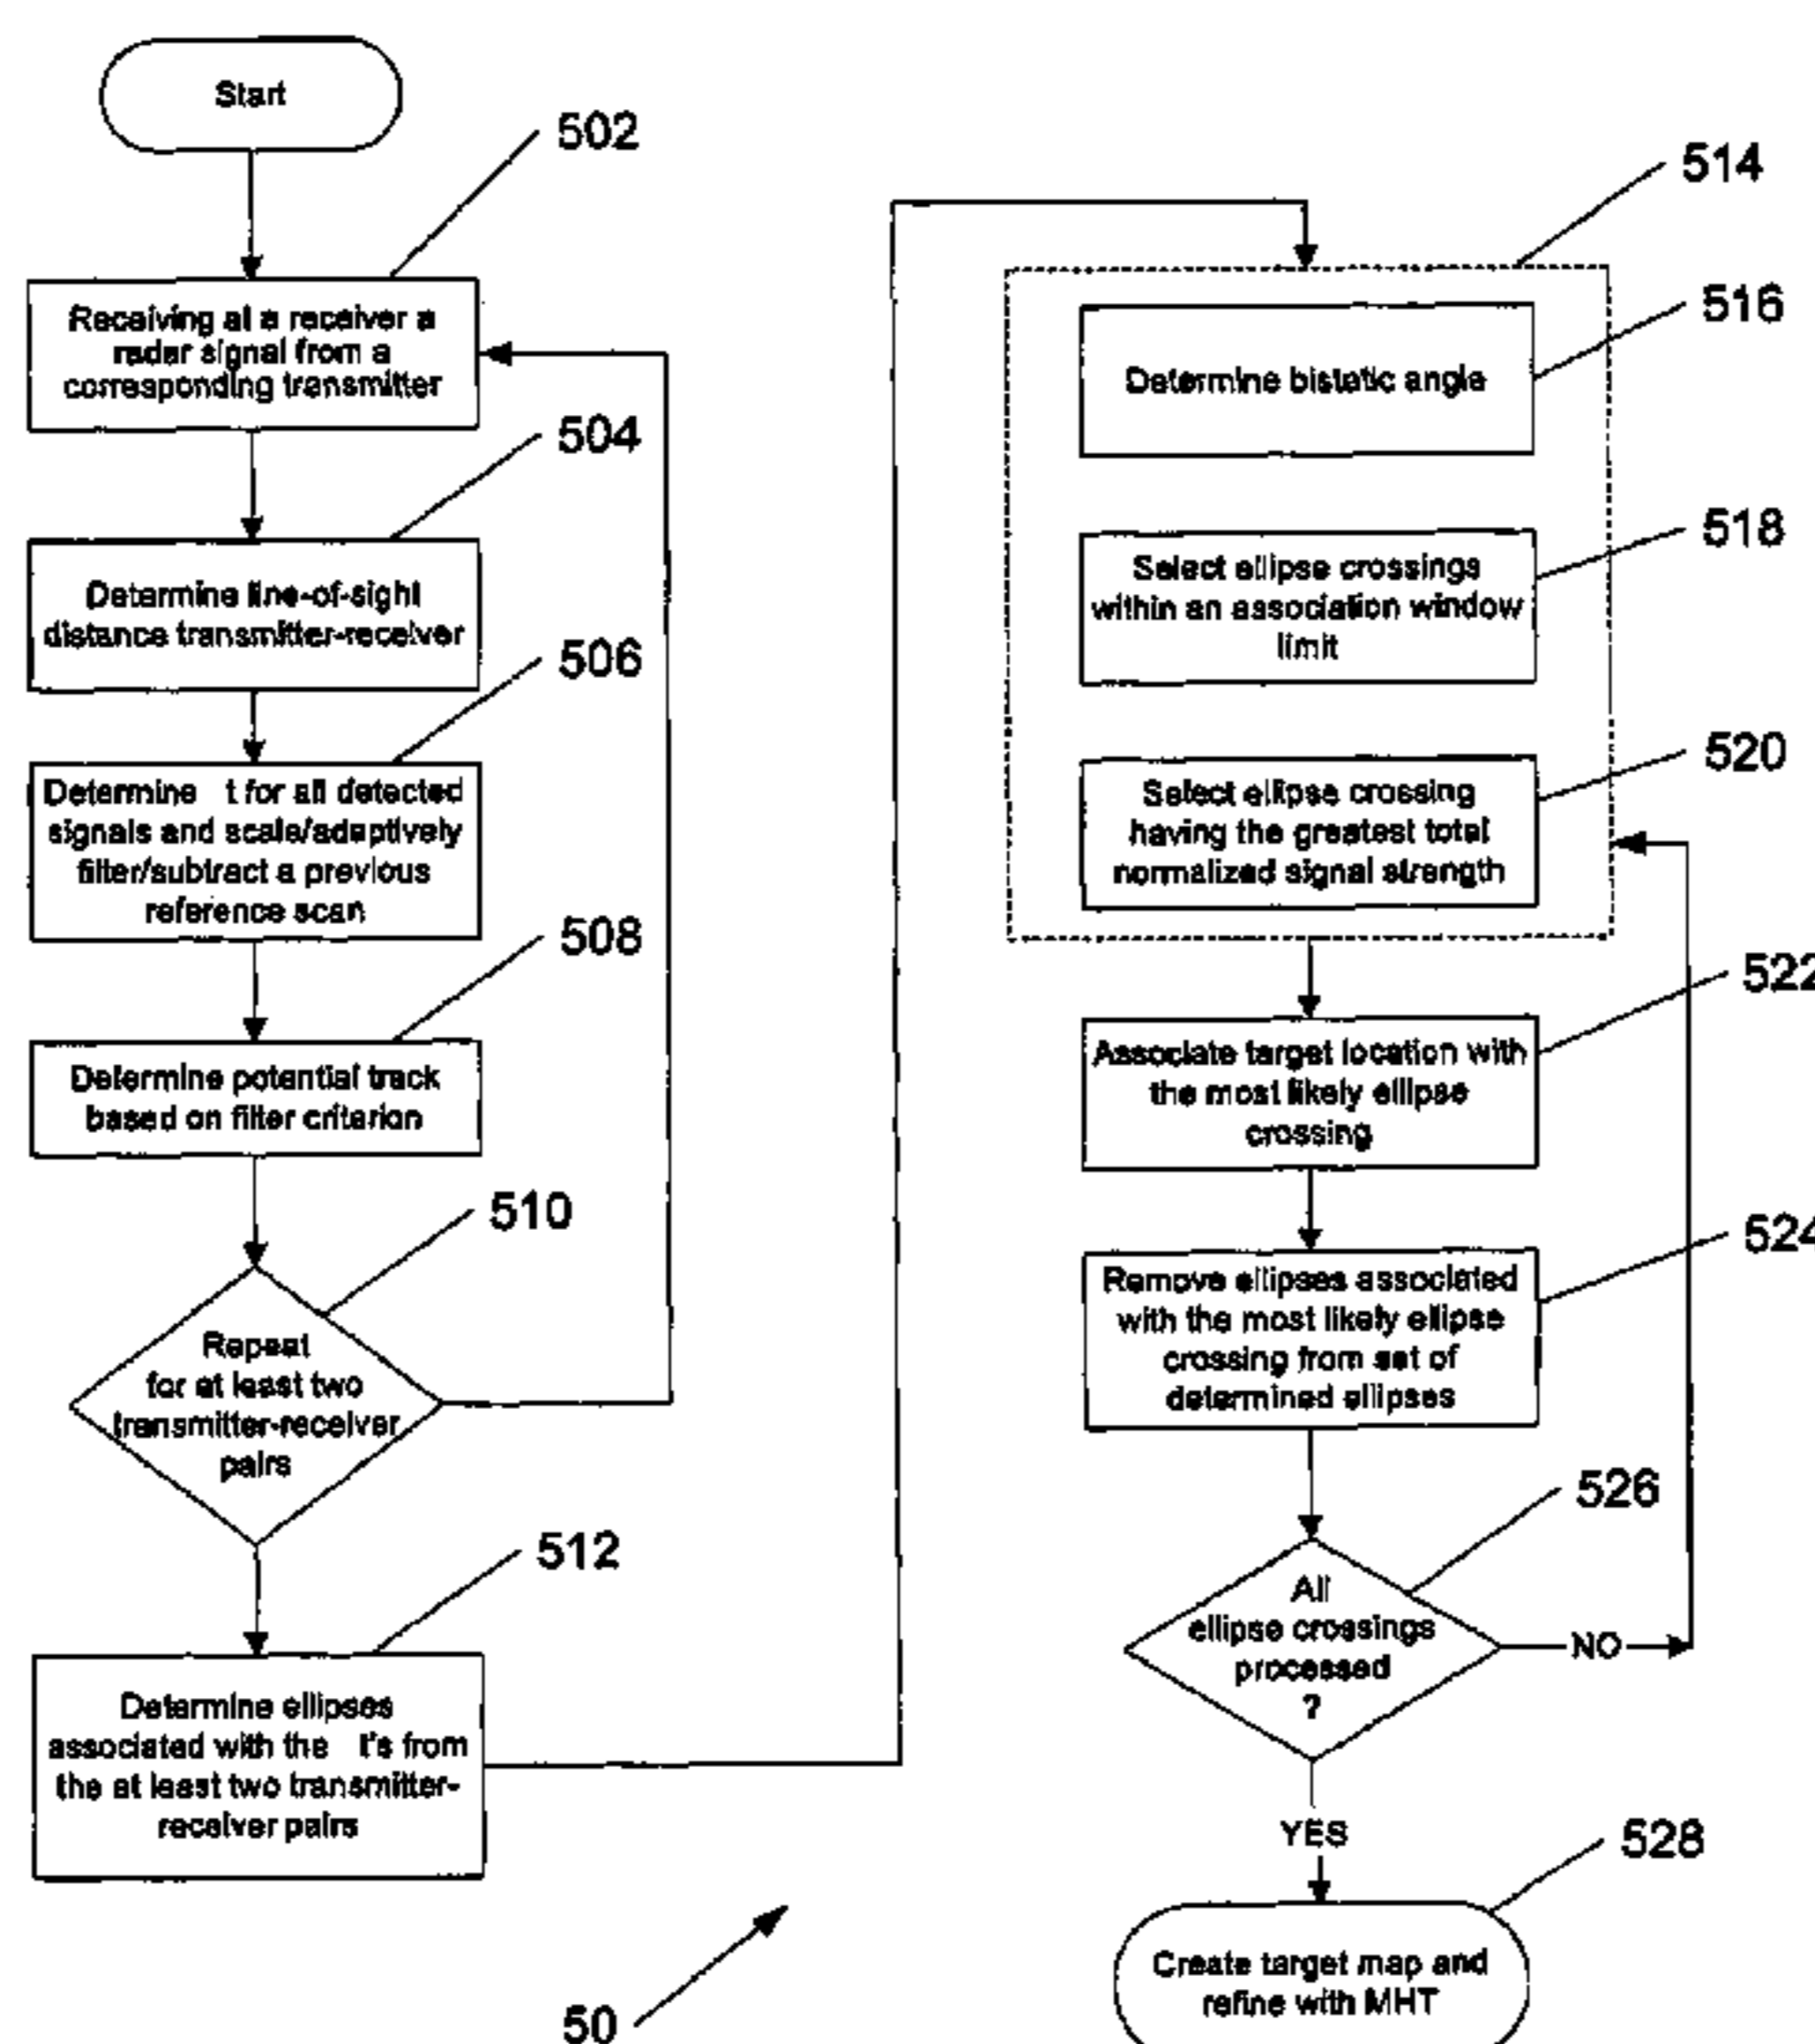 Start
502
Receiving at a receiver a
radar signal from a
corresponding transmitter
504
Determine line-of-sight
distance transmitter-receiver
506
Determine t for all detected
signals and scale/adaptively
filter/subtract a previous
reference scan
508
Determine potential track
based on filter criterion
510
Repeat
for at least two
transmitter-receiver
pairs
512
Determine ellipses
associated with the t's from
the at least two transmitter-
receiver pairs
50
514
516
Determine bistatic angle
518
Select ellipse crossings
within an association window
limit
520
Select ellipse crossing
having the greatest total
normalized signal strength
522
Associate target location with
the most likely ellipse
crossing
524
Remove ellipses associated
with the most likely ellipse
crossing from set of
determined ellipses
526
All
ellipse crossings
processed
?
NO
YES
528
Create target map and
refine with MHT